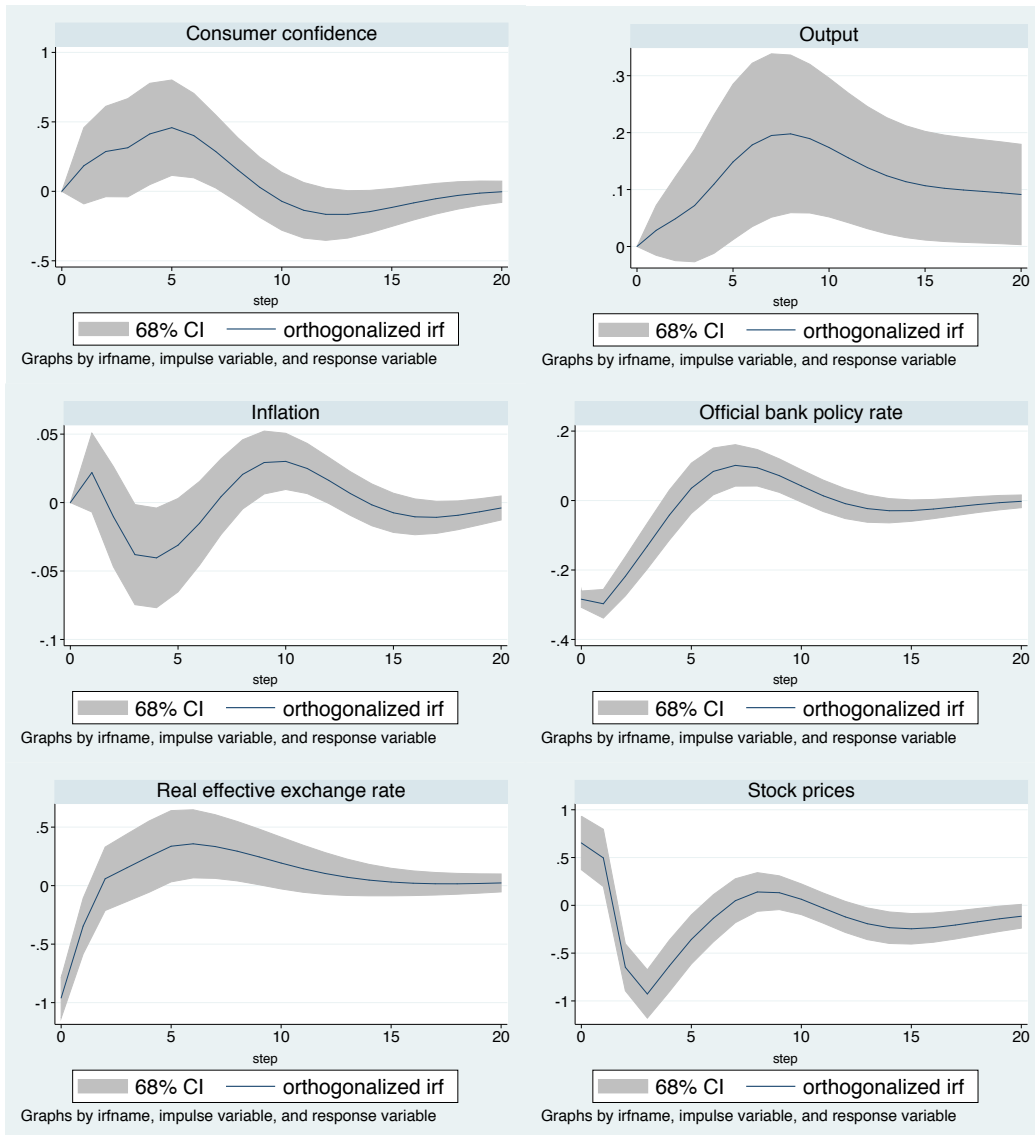 Consumer confidence
1
.5
0
-.5
0 5 10 15 20
step
68% CI orthogonalized irf
Graphs by irfname, impulse variable, and response variable
Output
.3
.2
.1
0
0 5 10 15 20
step
68% CI orthogonalized irf
Graphs by irfname, impulse variable, and response variable
Inflation
.05
0
-.05
-.1
0 5 10 15 20
step
68% CI orthogonalized irf
Graphs by irfname, impulse variable, and response variable
Official bank policy rate
.2
0
-.2
-.4
0 5 10 15 20
step
68% CI orthogonalized irf
Graphs by irfname, impulse variable, and response variable
Real effective exchange rate
.5
0
-.5
-1
0 5 10 15 20
step
68% CI orthogonalized irf
Graphs by irfname, impulse variable, and response variable
Stock prices
1
.5
0
-.5
-1
0 5 10 15 20
step
68% CI orthogonalized irf
Graphs by irfname, impulse variable, and response variable